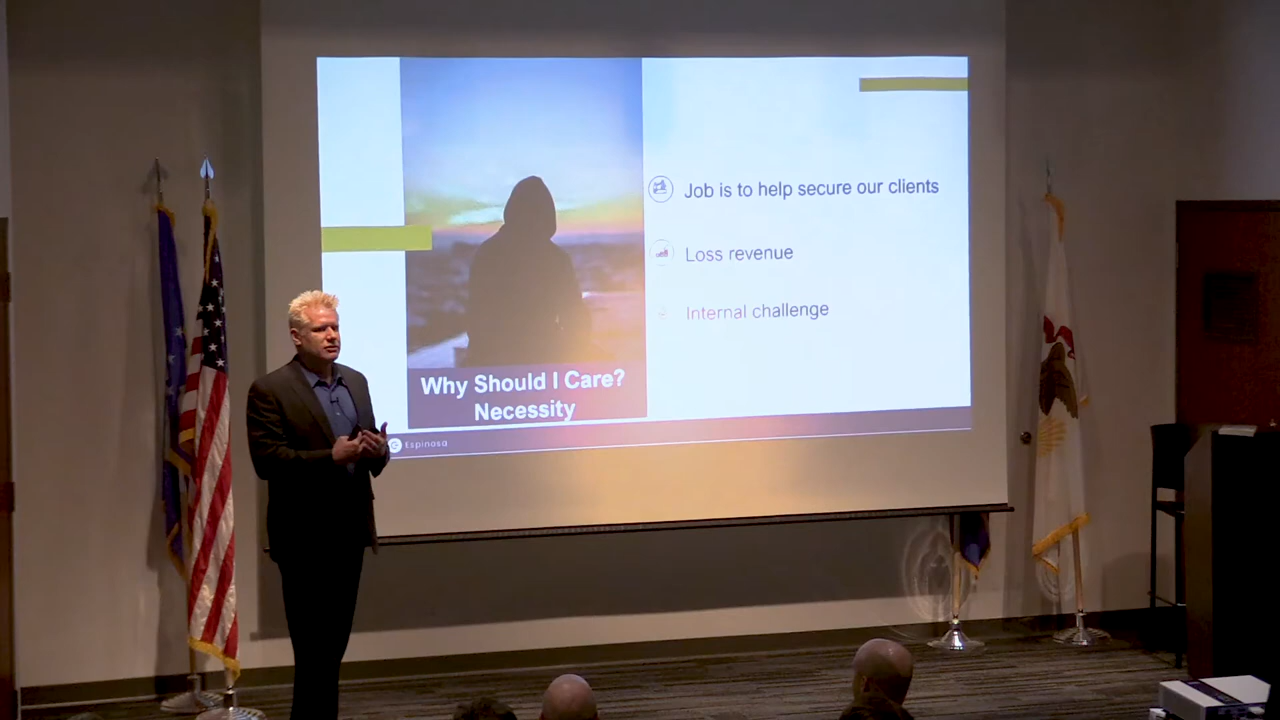 Job is to help secure our clients
Loss revenue
Internal challenge
Why Should I Care?
Necessity
Espinosa